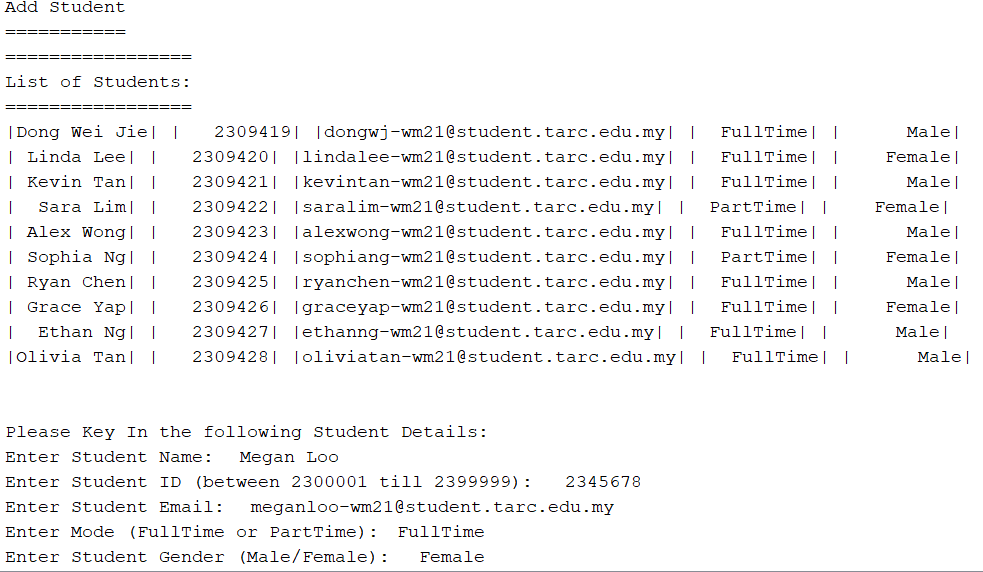 Add Student
===========
=================
List of Students:
=================
|Dong Wei Jie| |   2309419| |dongwj-wm21@student.tarc.edu.my| |  FullTime| |      Male|
| Linda Lee| |   2309420| |lindalee-wm21@student.tarc.edu.my| |  FullTime| |    Female|
| Kevin Tan| |   2309421| |kevintan-wm21@student.tarc.edu.my| |  FullTime| |      Male|
|  Sara Lim| |   2309422| |saralim-wm21@student.tarc.edu.my| |  PartTime| |    Female|
| Alex Wong| |   2309423| |alexwong-wm21@student.tarc.edu.my| |  FullTime| |      Male|
| Sophia Ng| |   2309424| |sophiang-wm21@student.tarc.edu.my| |  PartTime| |    Female|
| Ryan Chen| |   2309425| |ryanchen-wm21@student.tarc.edu.my| |  FullTime| |      Male|
| Grace Yap| |   2309426| |graceyap-wm21@student.tarc.edu.my| |  FullTime| |    Female|
|  Ethan Ng| |   2309427| |ethanng-wm21@student.tarc.edu.my| |  FullTime| |      Male|
|Olivia Tan| |   2309428| |oliviatan-wm21@student.tarc.edu.my| |  FullTime| |      Male|
Please Key In the following Student Details:
Enter Student Name:  Megan Loo
Enter Student ID (between 2300001 till 2399999):   2345678
Enter Student Email:  meganloo-wm21@student.tarc.edu.my
Enter Mode (FullTime or PartTime):  FullTime
Enter Student Gender (Male/Female):   Female